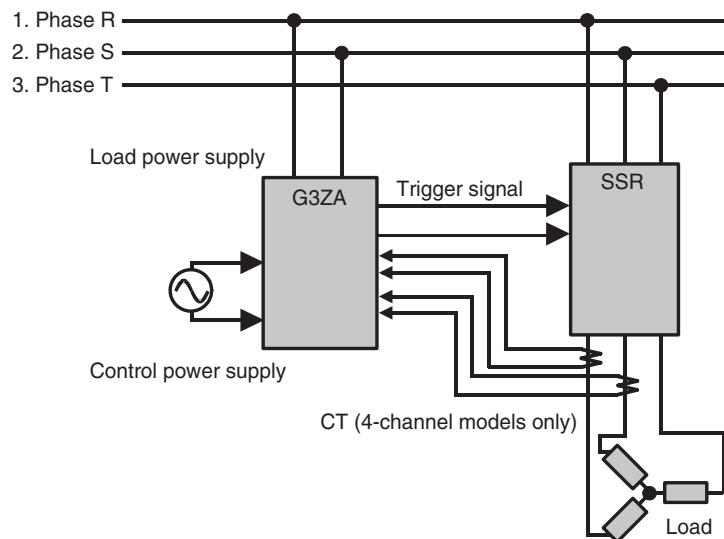 1. Phase R
2. Phase S
3. Phase T
Load power supply
G3ZA
Trigger signal
SSR
Control power supply
CT (4-channel models only)
Load